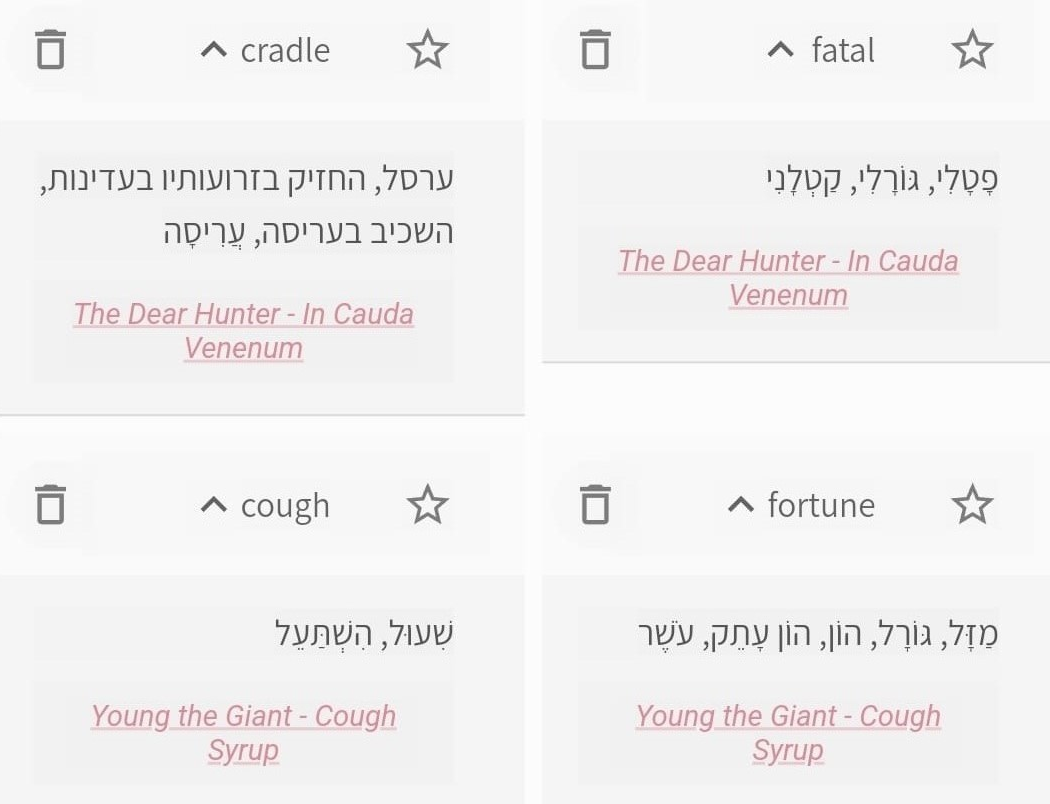 cradle
ערסל, החזיק בזרועותיו בעדינות,
השכיב בעריסה, עֲרִיסָה
The Dear Hunter - In Cauda
Venenum
fatal
פָטָלִי, גּוֹרָלִי, קַטְלָנִי
The Dear Hunter - In Cauda
Venenum
cough
שִׁעוּל, הִשְׁתַּעֵל
Young the Giant - Cough
Syrup
fortune
מַזָּל, גּוֹרָל, הוֹן, הוֹן עָתֵק, עֹשֶׁר
Young the Giant - Cough
Syrup